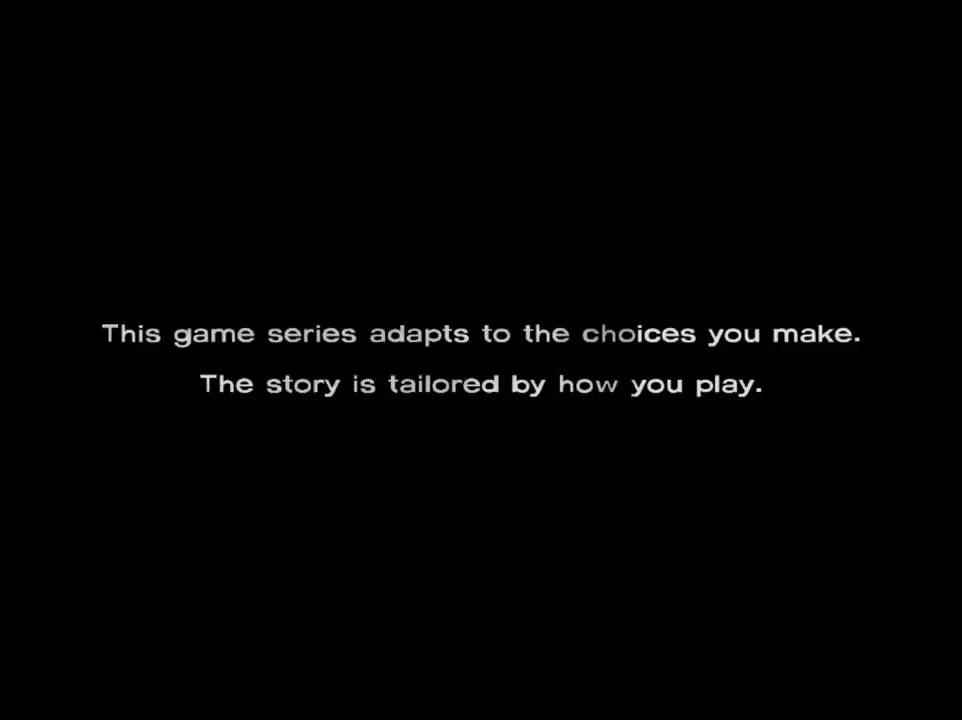 This game series adapts to the choices you make.
The story is tailored by how you play.